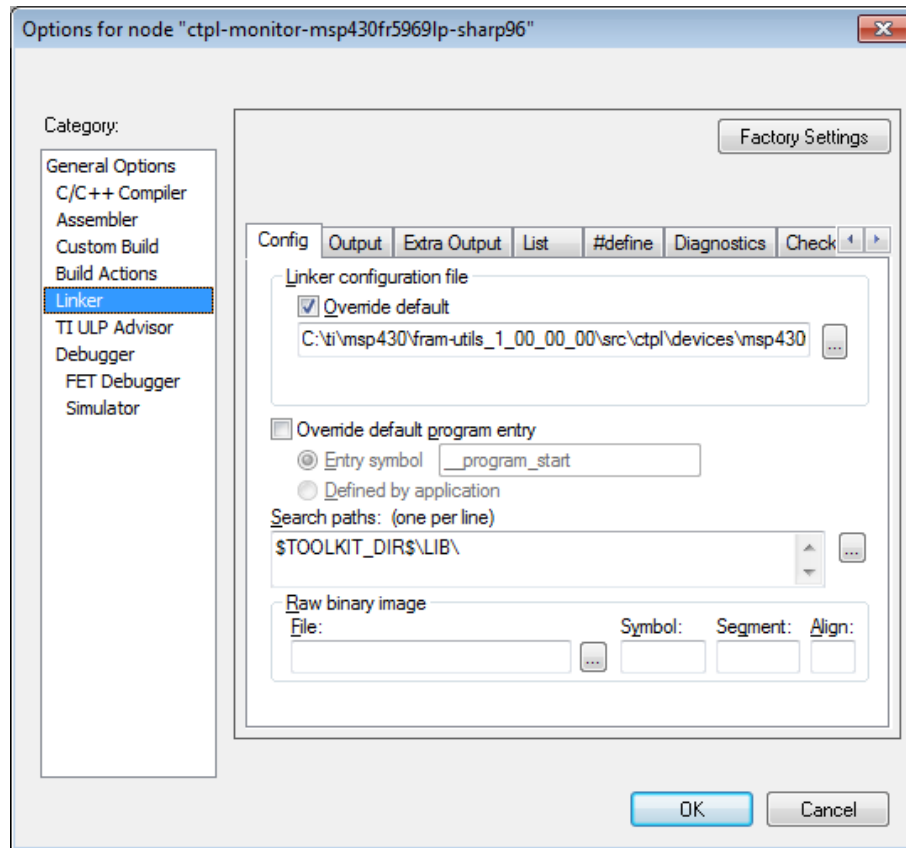 Options for node "ctpl-monitor-msp430fr5969lp-sharp96"
Category:
Factory Settings
General Options
C/C++ Compiler
Assembler
Custom Build
Build Actions
Linker
TI ULP Advisor
Debugger
FET Debugger
Simulator
Config Output Extra Output List #define Diagnostics Check
Linker configuration file
Override default
C:\ti\msp430\fram-utils_1_00_00_00\src\ctpl\devices\msp430
...
Override default program entry
Entry symbol __program_start
Defined by application
Search paths: (one per line)
$TOOLKIT_DIR$\LIB\
...
Raw binary image
File: Symbol: Segment: Align:
...
OK Cancel